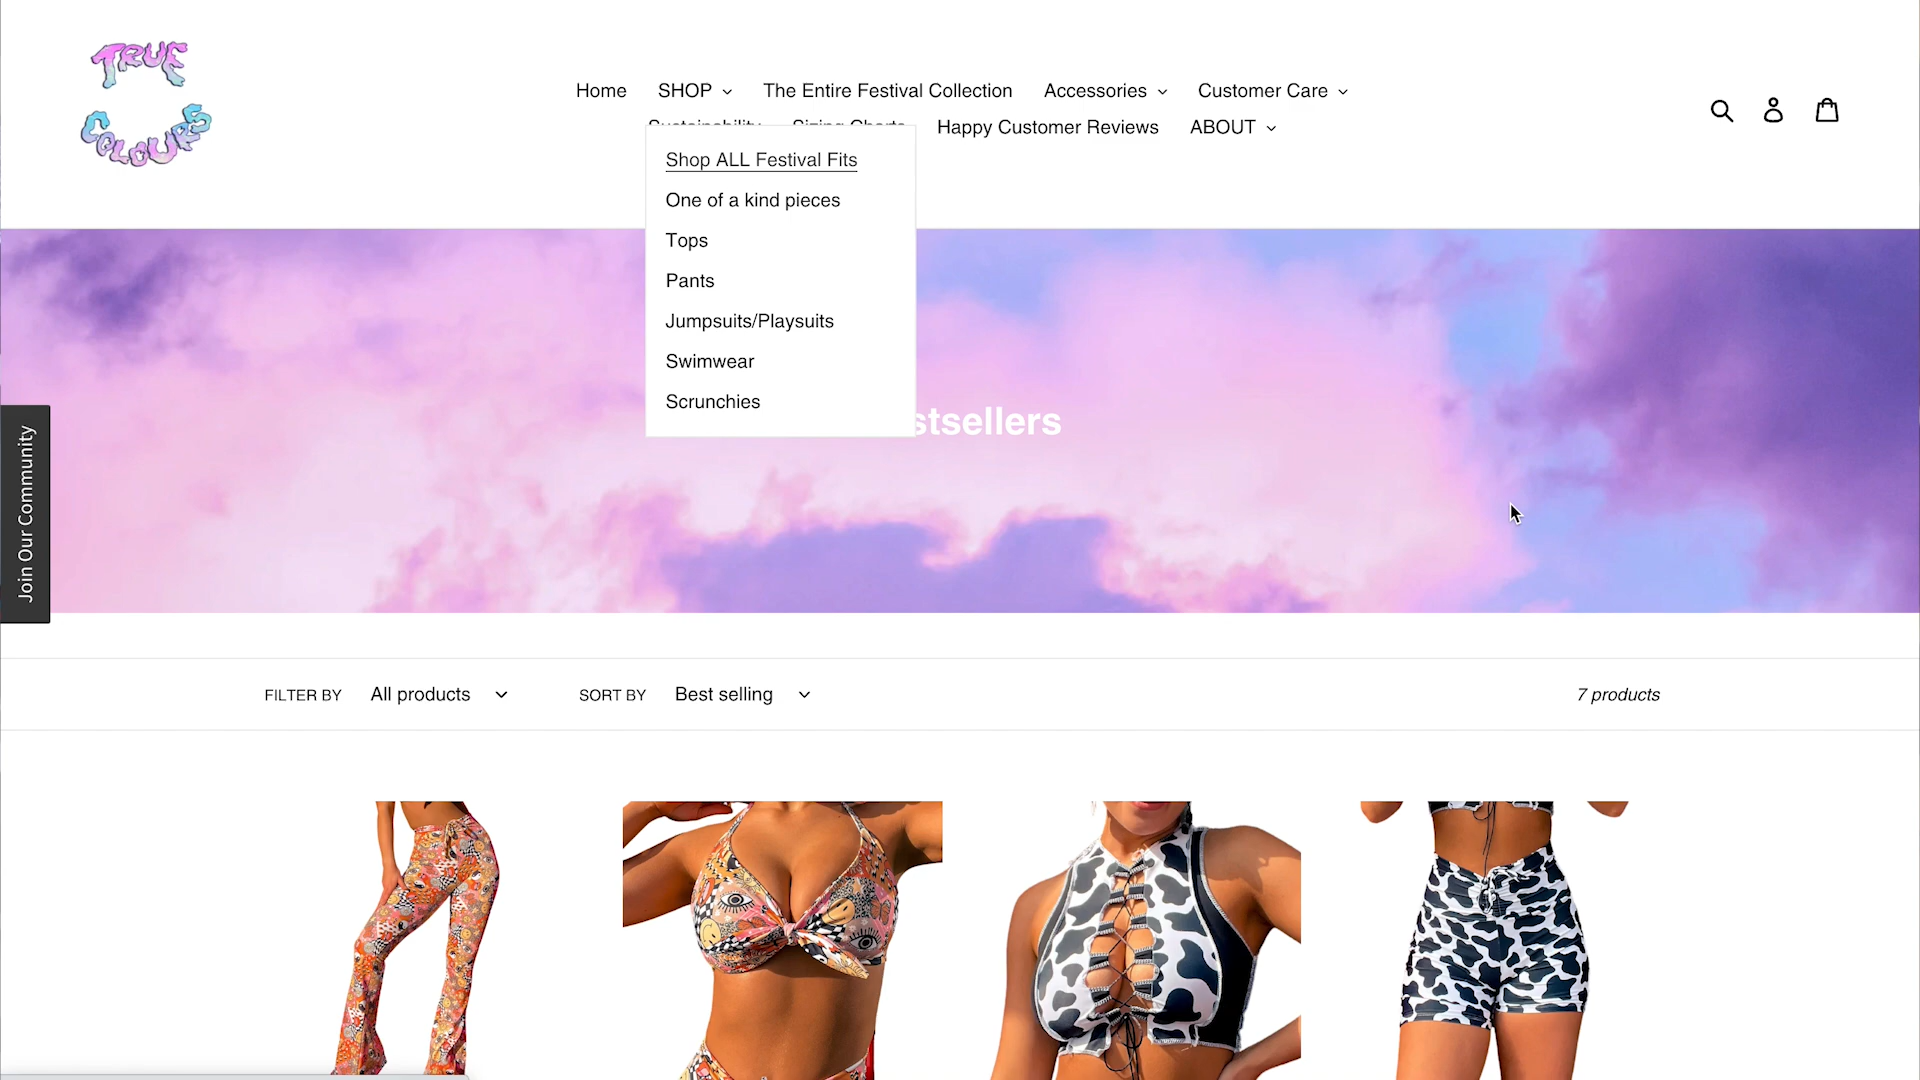 TRUE
COLOURS
Home SHOP The Entire Festival Collection Accessories Customer Care
Happy Customer Reviews ABOUT
Shop ALL Festival Fits
One of a kind pieces
Tops
Pants
Jumpsuits/Playsuits
Swimwear
Scrunchies
stsellers
Join Our Community
FILTER BY All products SORT BY Best selling 7 products